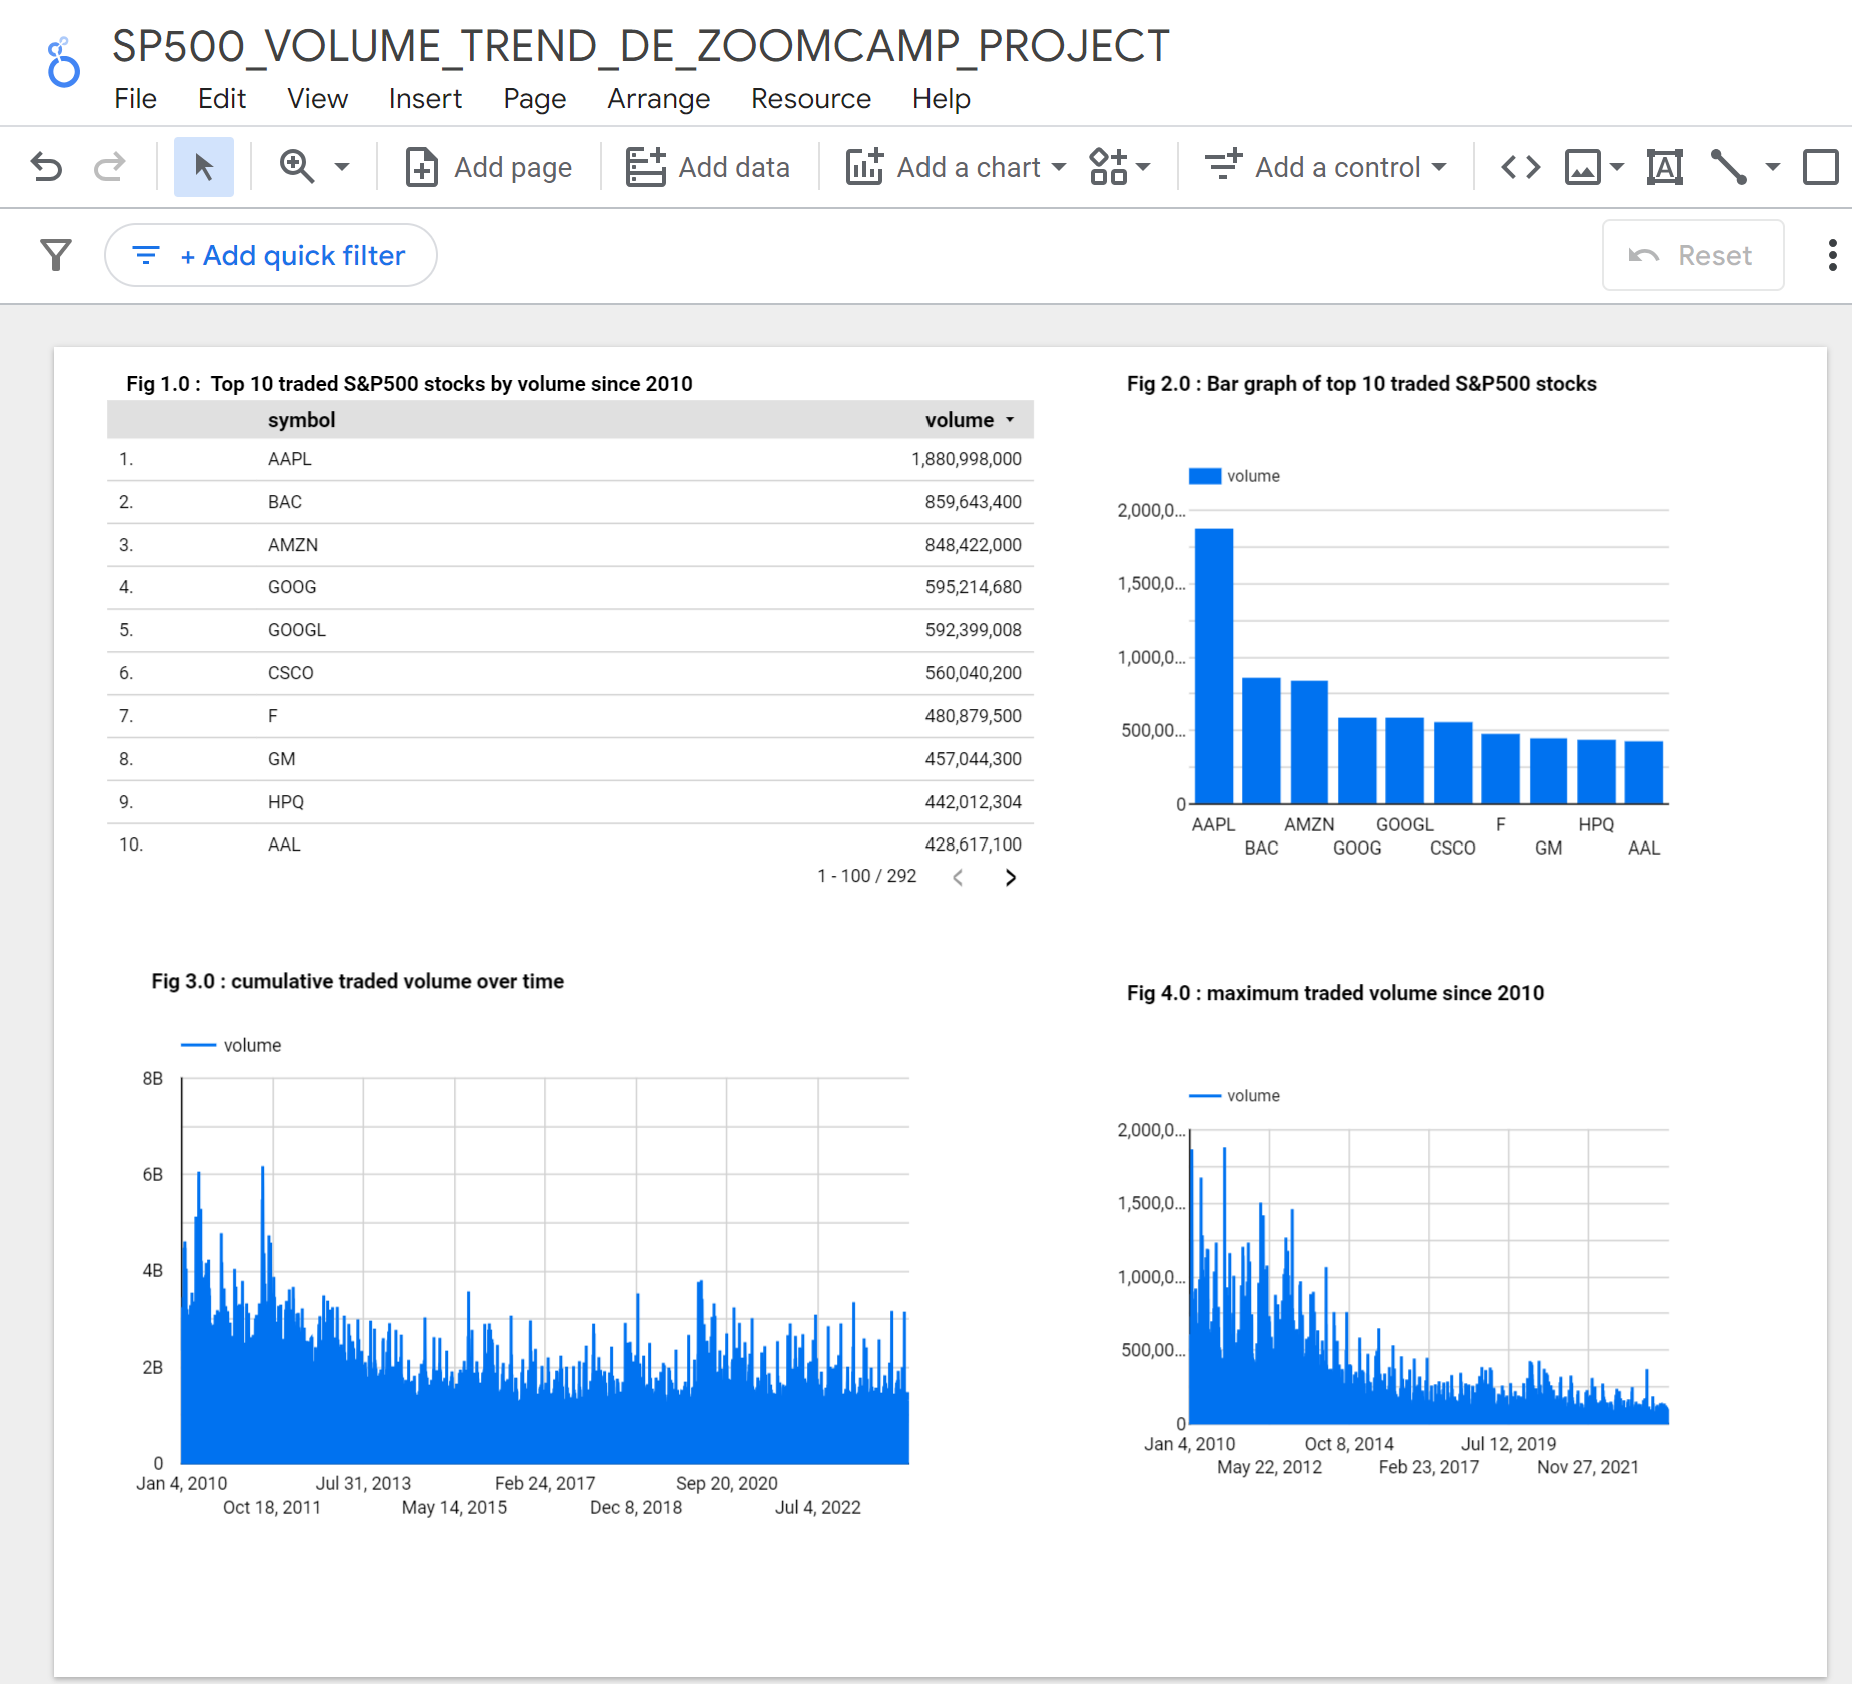 SP500_VOLUME_TREND_DE_ZOOMCAMP_PROJECT
File Edit View Insert Page Arrange Resource Help
Add page Add data Add a chart Add a control
+ Add quick filter Reset
Fig 1.0 : Top 10 traded S&P500 stocks by volume since 2010
symbol volume
1. AAPL 1,880,998,000
2. BAC 859,643,400
3. AMZN 848,422,000
4. GOOG 595,214,680
5. GOOGL 592,399,008
6. CSCO 560,040,200
7. F 480,879,500
8. GM 457,044,300
9. HPQ 442,012,304
10. AAL 428,617,100
1 - 100 / 292
Fig 2.0 : Bar graph of top 10 traded S&P500 stocks
volume
2,000,0...
1,500,0...
1,000,0...
500,00...
0
AAPL AMZN GOOGL F HPQ
BAC GOOG CSCO GM AAL
Fig 3.0 : cumulative traded volume over time
volume
8B
6B
4B
2B
0
Jan 4, 2010 Jul 31, 2013 Feb 24, 2017 Sep 20, 2020
Oct 18, 2011 May 14, 2015 Dec 8, 2018 Jul 4, 2022
Fig 4.0 : maximum traded volume since 2010
volume
2,000,0...
1,500,0...
1,000,0...
500,00...
0
Jan 4, 2010 Oct 8, 2014 Jul 12, 2019
May 22, 2012 Feb 23, 2017 Nov 27, 2021